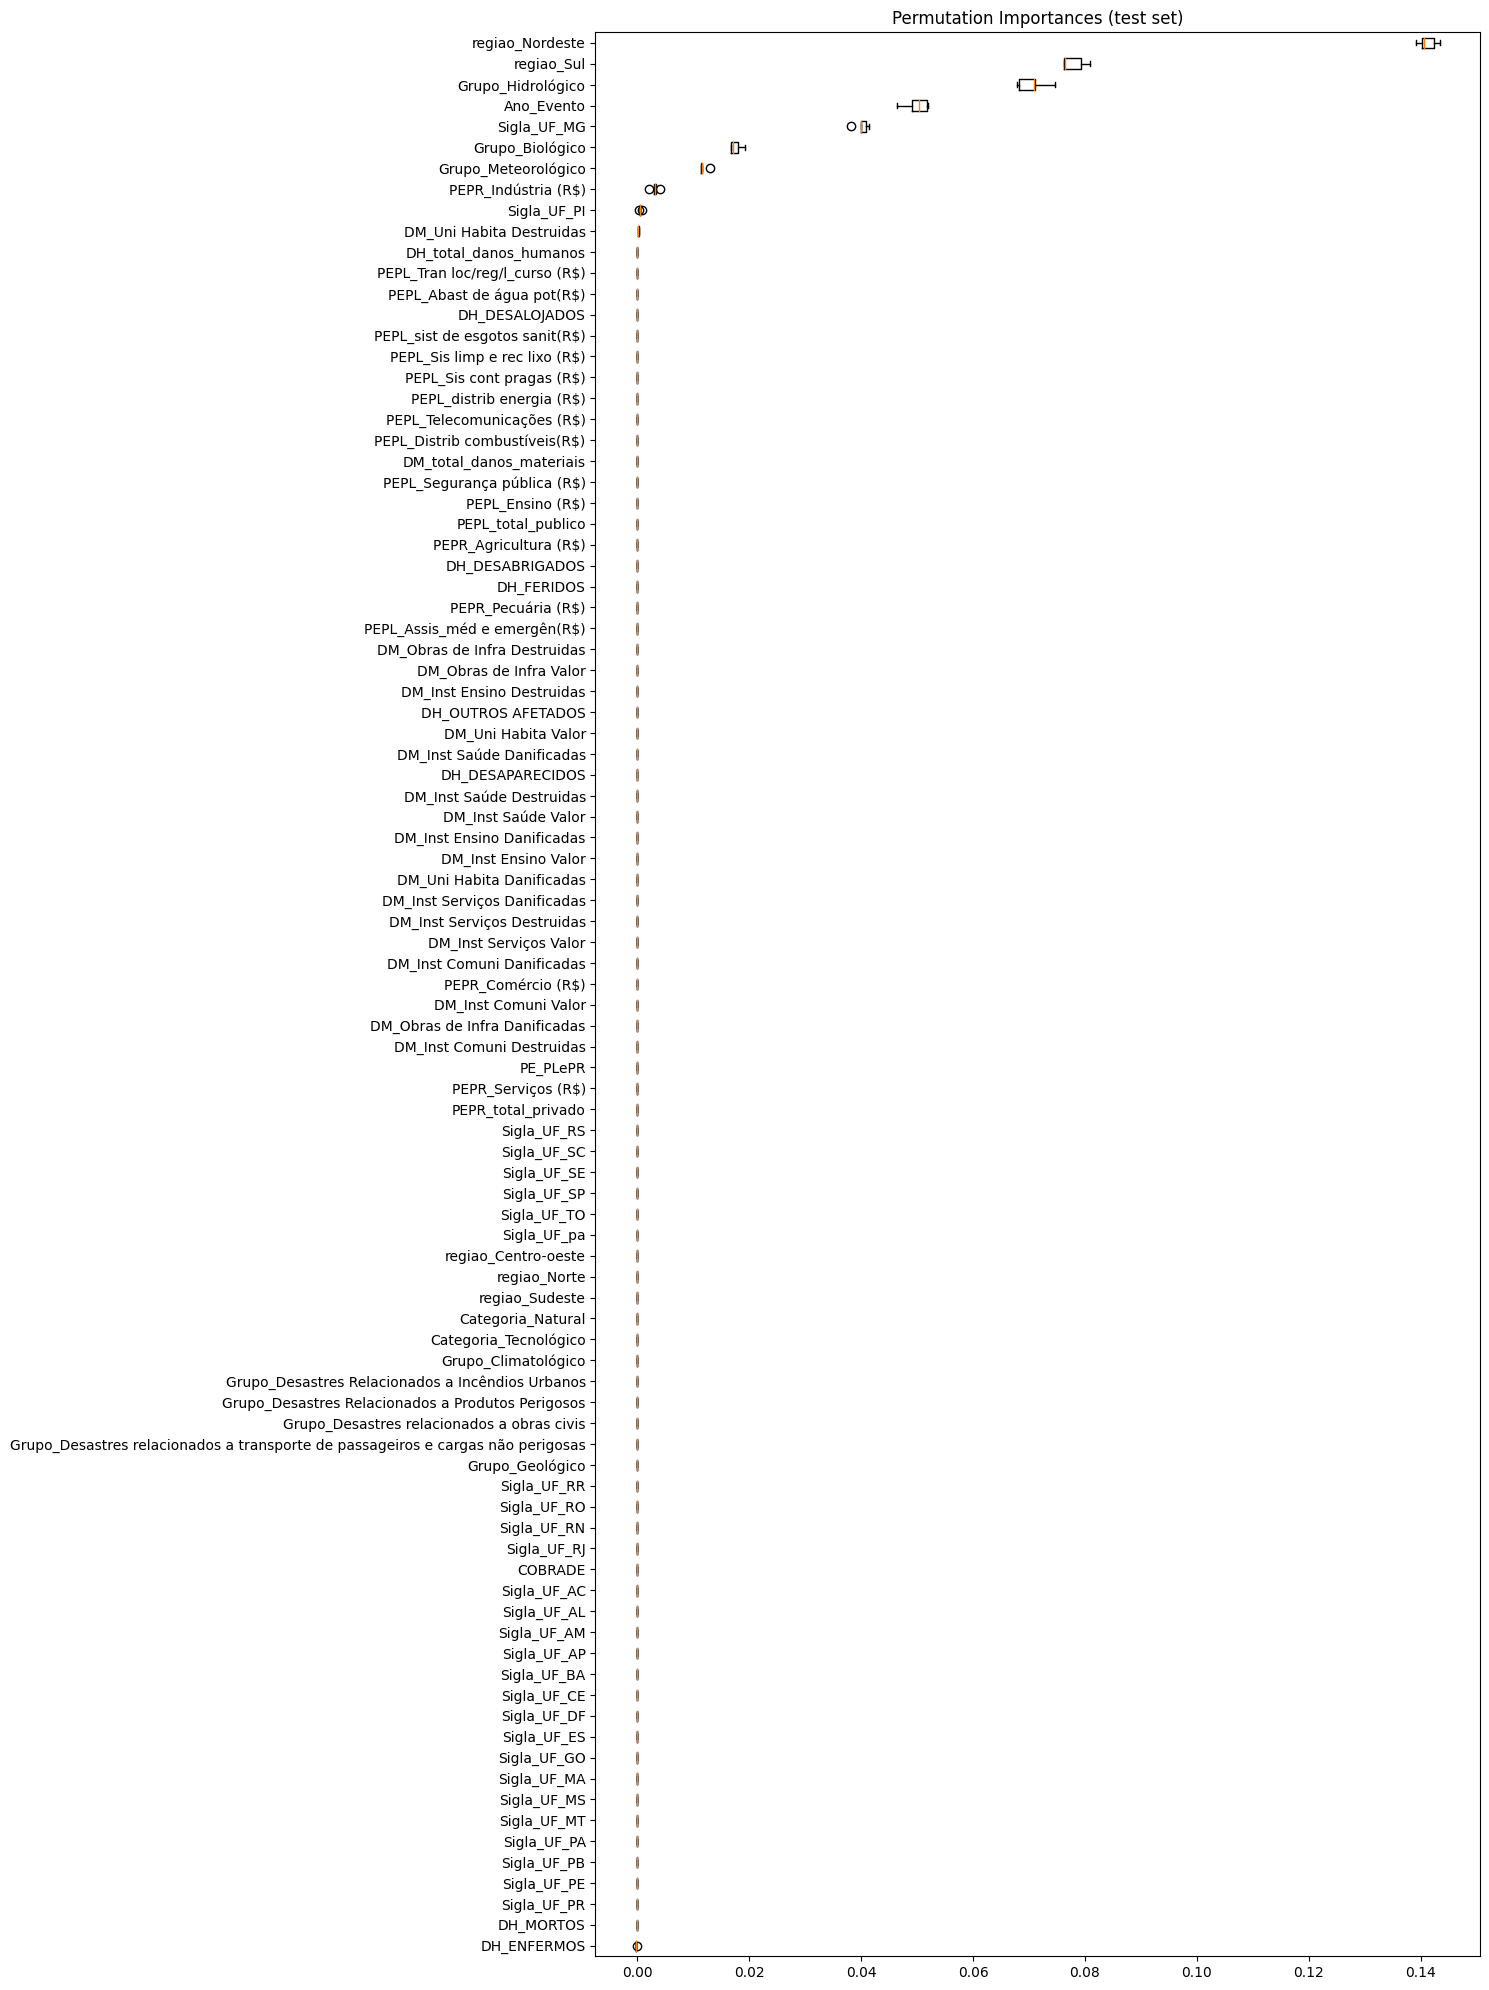 Permutation Importances (test set)
regiao_Nordeste
regiao_Sul
Grupo_Hidrológico
Ano_Evento
Sigla_UF_MG
Grupo_Biológico
Grupo_Meteorológico
PEPR_Indústria (R$)
Sigla_UF_PI
DM_Uni Habita Destruidas
DH_total_danos_humanos
PEPL_Tran loc/reg/l_curso (R$)
PEPL_Abast de água pot(R$)
DH_DESALOJADOS
PEPL_sist de esgotos sanit(R$)
PEPL_Sis limp e rec lixo (R$)
PEPL_Sis cont pragas (R$)
PEPL_distrib energia (R$)
PEPL_Telecomunicações (R$)
PEPL_Distrib combustíveis(R$)
DM_total_danos_materiais
PEPL_Segurança pública (R$)
PEPL_Ensino (R$)
PEPL_total_publico
PEPR_Agricultura (R$)
DH_DESABRIGADOS
DH_FERIDOS
PEPR_Pecuária (R$)
PEPL_Assis_méd e emergên(R$)
DM_Obras de Infra Destruidas
DM_Obras de Infra Valor
DM_Inst Ensino Destruidas
DH_OUTROS AFETADOS
DM_Uni Habita Valor
DM_Inst Saúde Danificadas
DH_DESAPARECIDOS
DM_Inst Saúde Destruidas
DM_Inst Saúde Valor
DM_Inst Ensino Danificadas
DM_Inst Ensino Valor
DM_Uni Habita Danificadas
DM_Inst Serviços Danificadas
DM_Inst Serviços Destruidas
DM_Inst Serviços Valor
DM_Inst Comuni Danificadas
PEPR_Comércio (R$)
DM_Inst Comuni Valor
DM_Obras de Infra Danificadas
DM_Inst Comuni Destruidas
PE_PLePR
PEPR_Serviços (R$)
PEPR_total_privado
Sigla_UF_RS
Sigla_UF_SC
Sigla_UF_SE
Sigla_UF_SP
Sigla_UF_TO
Sigla_UF_pa
regiao_Centro-oeste
regiao_Norte
regiao_Sudeste
Categoria_Natural
Categoria_Tecnológico
Grupo_Climatológico
Grupo_Desastres Relacionados a Incêndios Urbanos
Grupo_Desastres Relacionados a Produtos Perigosos
Grupo_Desastres relacionados a obras civis
Grupo_Desastres relacionados a transporte de passageiros e cargas não perigosas
Grupo_Geológico
Sigla_UF_RR
Sigla_UF_RO
Sigla_UF_RN
Sigla_UF_RJ
COBRADE
Sigla_UF_AC
Sigla_UF_AL
Sigla_UF_AM
Sigla_UF_AP
Sigla_UF_BA
Sigla_UF_CE
Sigla_UF_DF
Sigla_UF_ES
Sigla_UF_GO
Sigla_UF_MA
Sigla_UF_MS
Sigla_UF_MT
Sigla_UF_PA
Sigla_UF_PB
Sigla_UF_PE
Sigla_UF_PR
DH_MORTOS
DH_ENFERMOS
0.00 0.02 0.04 0.06 0.08 0.10 0.12 0.14